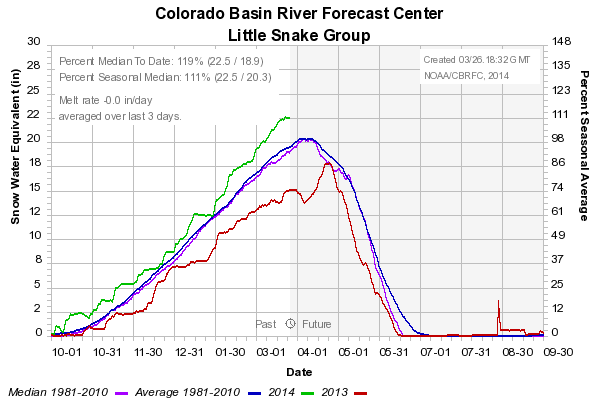 Colorado Basin River Forecast Center
Little Snake Group
Percent Median To Date: 119% (22.5 / 18.9)
Percent Seasonal Median: 111% (22.5 / 20.3)
Melt rate -0.0 in/day
averaged over last 3 days.
Created 03/26.18:32 GMT
NOAA/CBRFC, 2014
Snow Water Equivalent (in)
30
28
25
22
20
18
15
12
10
8
5
2
0
Percent Seasonal Average
148
135
123
111
98
86
74
61
49
37
25
12
0
Past Future
10-01 10-31 11-30 12-31 01-30 03-01 04-01 05-01 05-31 07-01 07-31 08-30 09-30
Date
Median 1981-2010 Average 1981-2010 2014 2013